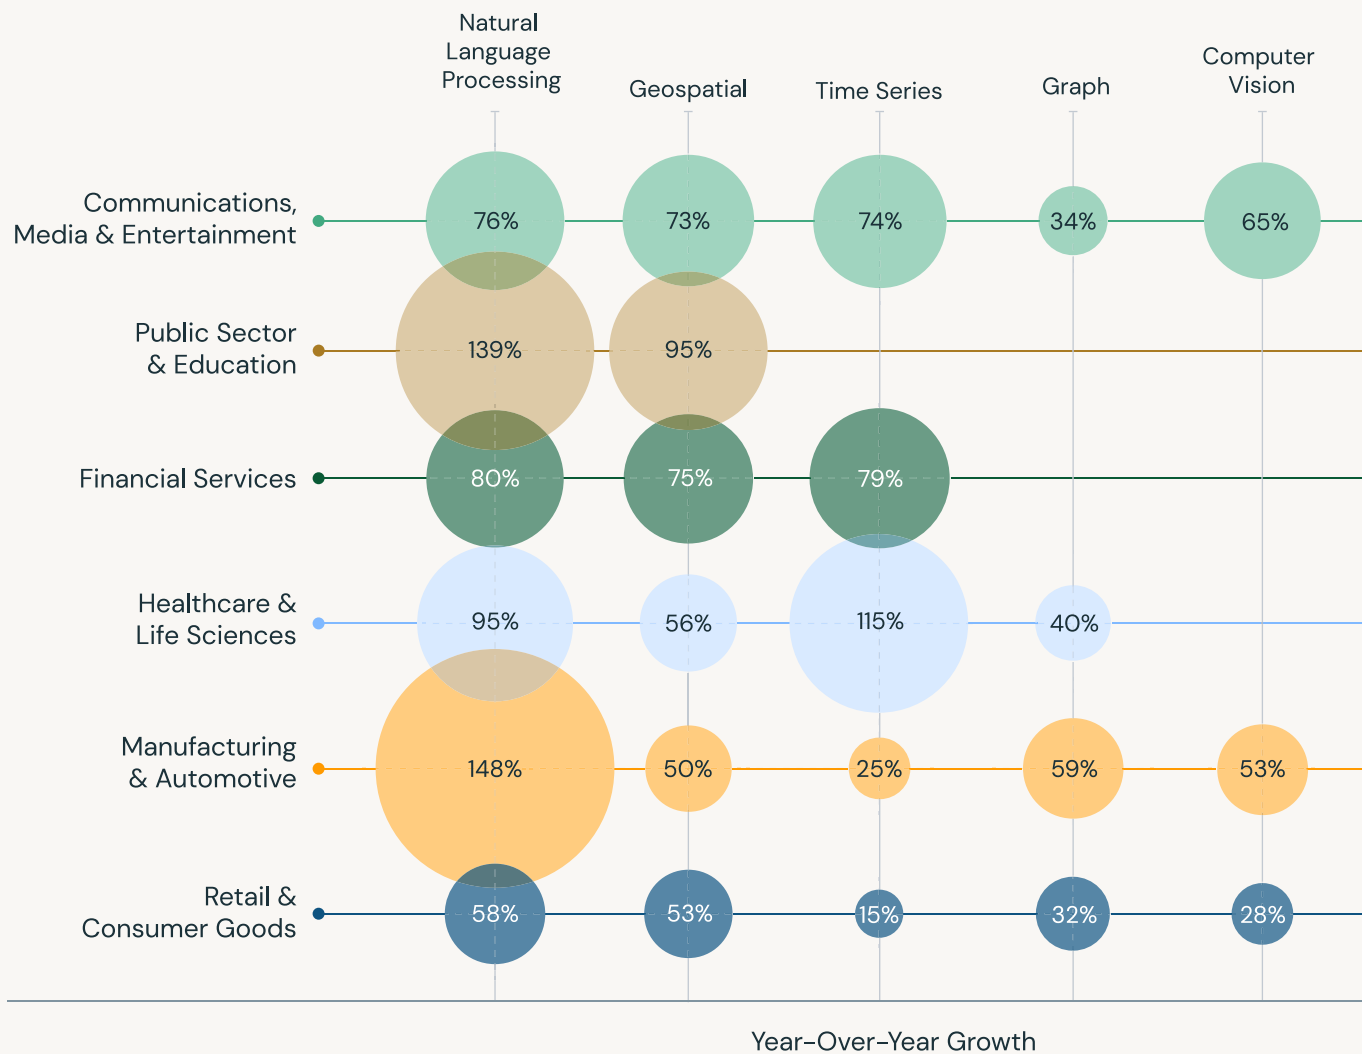 Natural
Language
Processing
Geospatial
Time Series
Graph
Computer
Vision
Communications,
Media & Entertainment
76%
73%
74%
34%
65%
Public Sector
& Education
139%
95%
Financial Services
80%
75%
79%
Healthcare &
Life Sciences
95%
56%
115%
40%
Manufacturing
& Automotive
148%
50%
25%
59%
53%
Retail &
Consumer Goods
58%
53%
15%
32%
28%
Year-Over-Year Growth